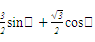 3/2 sin□ + √3/2 cos□